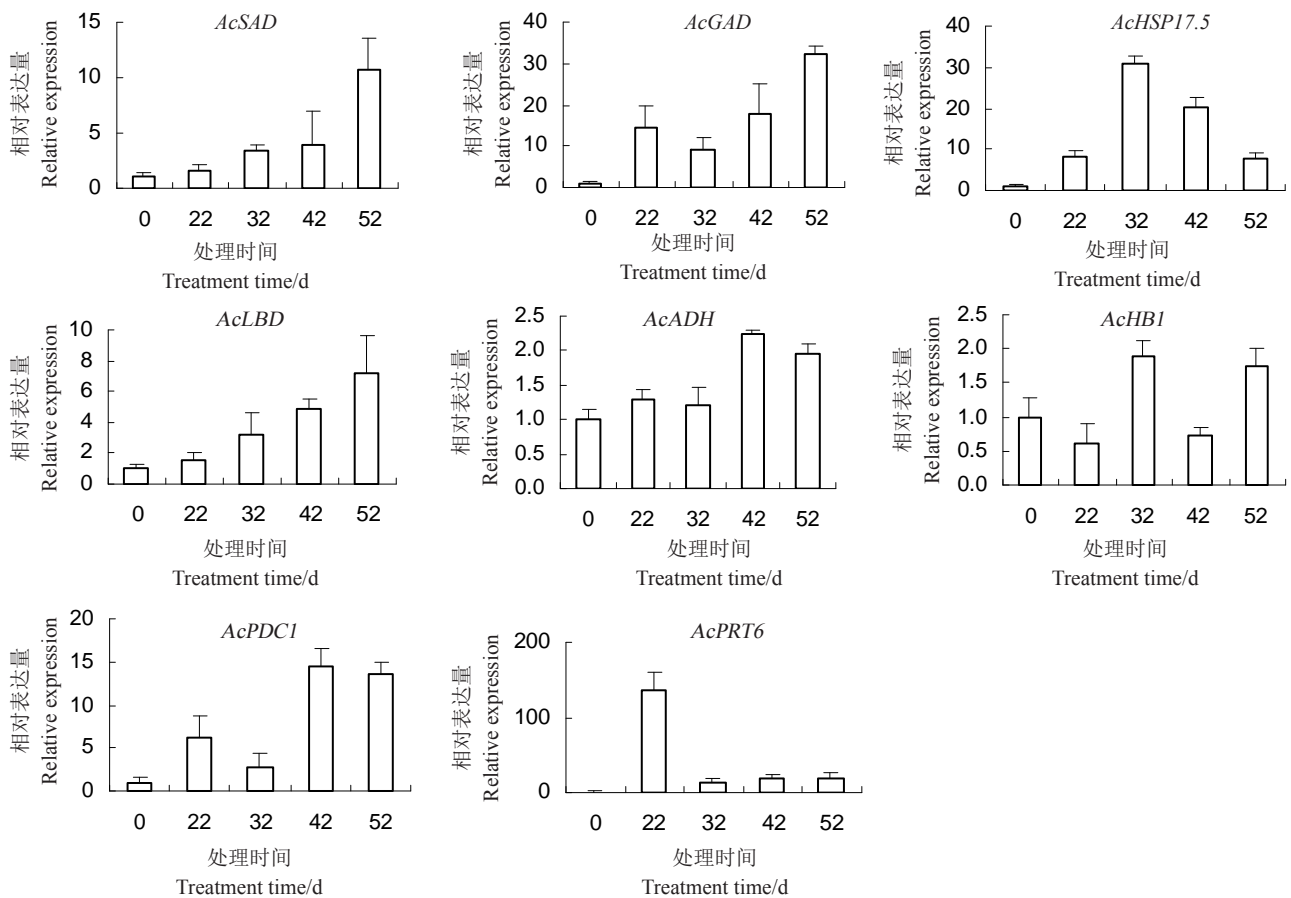 AcSAD
相对表达量
Relative expression
15
10
5
0
0 22 32 42 52
处理时间
Treatment time/d
AcGAD
相对表达量
Relative expression
40
30
20
10
0
0 22 32 42 52
处理时间
Treatment time/d
AcHSP17.5
相对表达量
Relative expression
40
30
20
10
0
0 22 32 42 52
处理时间
Treatment time/d
AcLBD
相对表达量
Relative expression
10
8
6
4
2
0
0 22 32 42 52
处理时间
Treatment time/d
AcADH
相对表达量
Relative expression
2.5
2.0
1.5
1.0
0.5
0.0
0 22 32 42 52
处理时间
Treatment time/d
AcHB1
相对表达量
Relative expression
2.5
2.0
1.5
1.0
0.5
0.0
0 22 32 42 52
处理时间
Treatment time/d
AcPDC1
相对表达量
Relative expression
20
15
10
5
0
0 22 32 42 52
处理时间
Treatment time/d
AcPRT6
相对表达量
Relative expression
200
100
0
0 22 32 42 52
处理时间
Treatment time/d